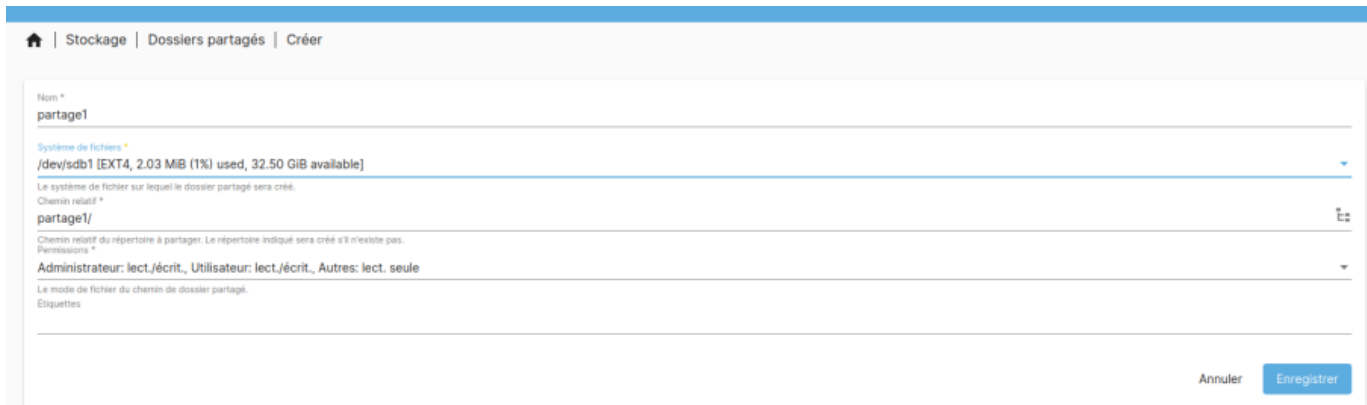 Stockage | Dossiers partagés | Créer
Nom *
partage1
Système de fichiers *
/dev/sdb1 [EXT4, 2.03 MiB (1%) used, 32.50 GiB available]
Le système de fichier sur lequel le dossier partagé sera créé.
Chemin relatif *
partage1/
Chemin relatif du répertoire à partager. Le répertoire indiqué sera créé s'il n'existe pas.
Permissions *
Administrateur: lect./écrit., Utilisateur: lect./écrit., Autres: lect. seule
Le mode de fichier du chemin de dossier partagé.
Étiquettes
Annuler Enregistrer